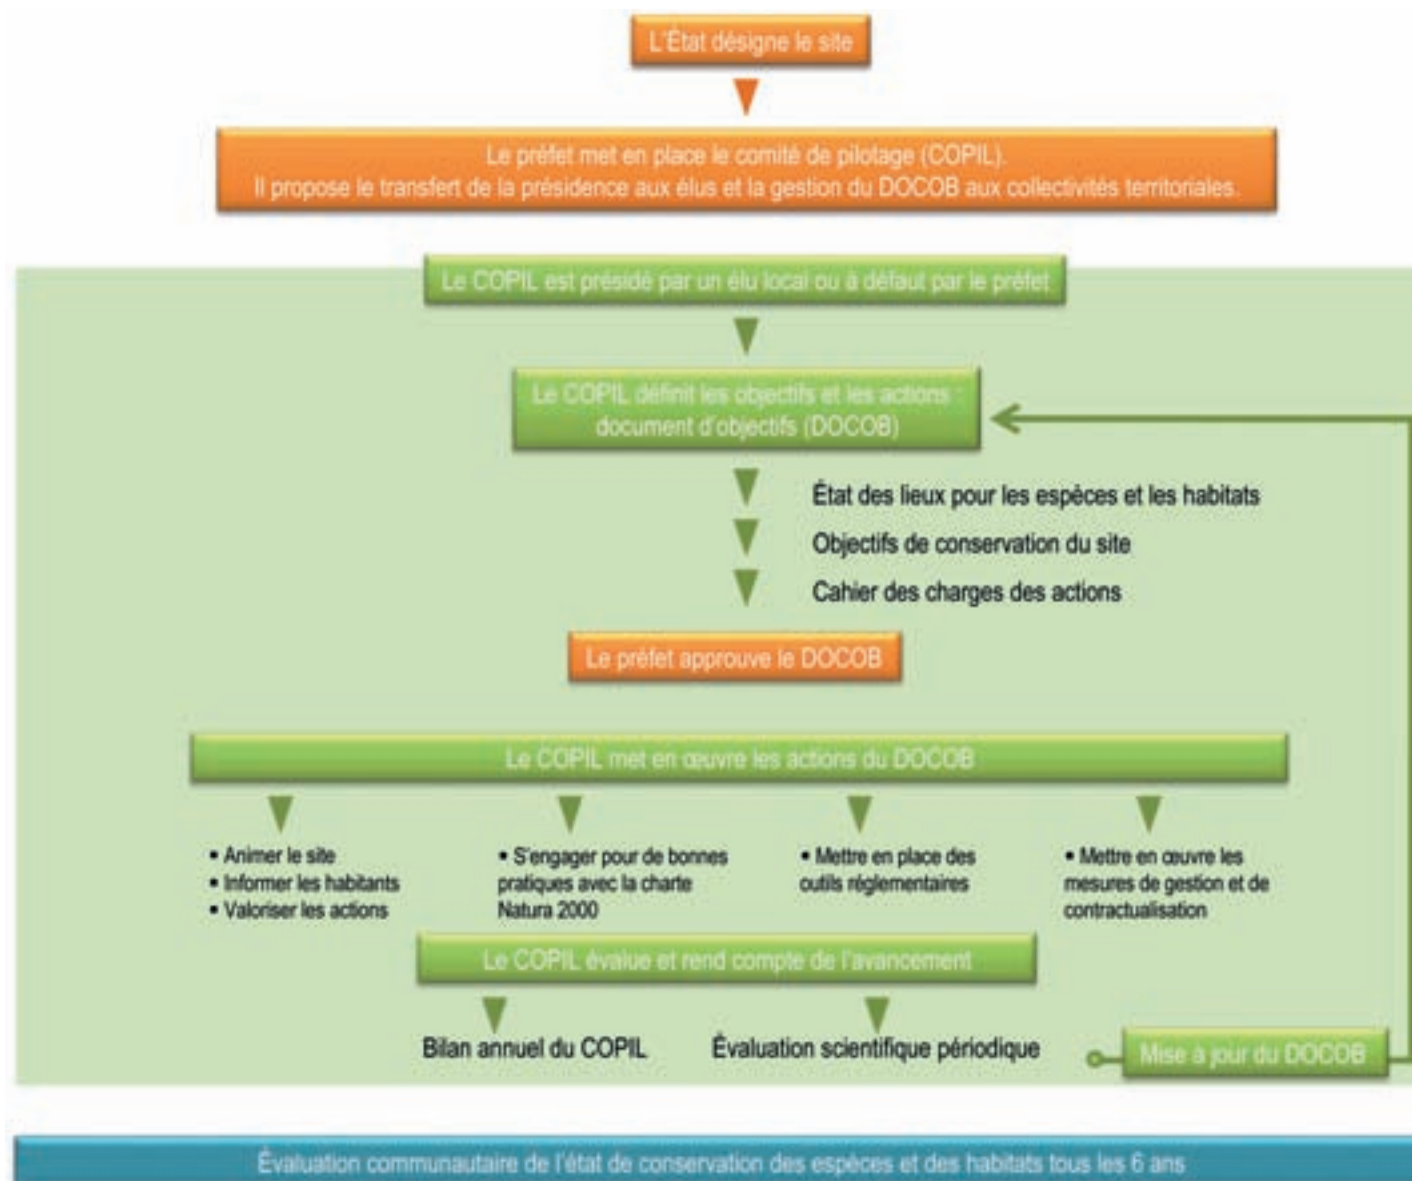 L'État désigne le site
Le préfet met en place le comité de pilotage (COPIL).
Il propose le transfert de la présidence aux élus et la gestion du DOCOB aux collectivités territoriales.
Le COPIL est présidé par un élu local ou à défaut par le préfet
Le COPIL définit les objectifs et les actions :
document d'objectifs (DOCOB)
État des lieux pour les espèces et les habitats
Objectifs de conservation du site
Cahier des charges des actions
Le préfet approuve le DOCOB
Le COPIL met en œuvre les actions du DOCOB
▪ Animer le site
▪ Informer les habitants
▪ Valoriser les actions
▪ S'engager pour de bonnes
pratiques avec la charte
Natura 2000
▪ Mettre en place des
outils réglementaires
▪ Mettre en œuvre les
mesures de gestion et de
contractualisation
Le COPIL évalue et rend compte de l'avancement
Bilan annuel du COPIL
Évaluation scientifique périodique
Mise à jour du DOCOB
Évaluation communautaire de l'état de conservation des espèces et des habitats tous les 6 ans